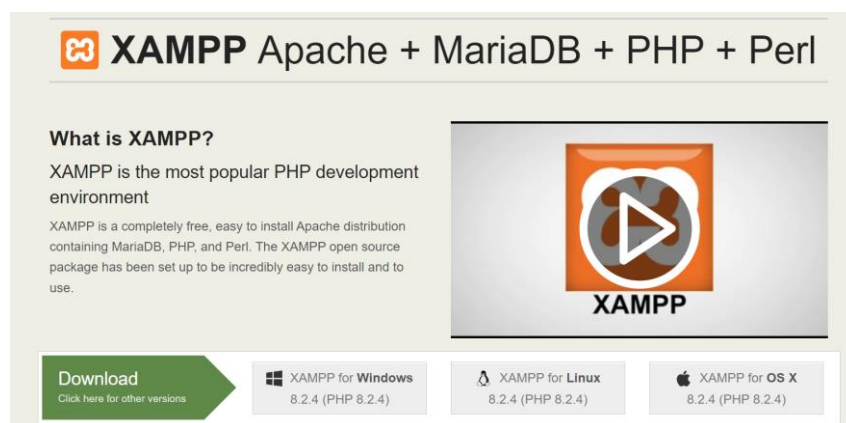 XAMPP Apache + MariaDB + PHP + Perl
What is XAMPP?
XAMPP is the most popular PHP development
environment
XAMPP is a completely free, easy to install Apache distribution
containing MariaDB, PHP, and Perl. The XAMPP open source
package has been set up to be incredibly easy to install and to
use.
XAMPP
Download
Click here for other versions
XAMPP for Windows
8.2.4 (PHP 8.2.4)
XAMPP for Linux
8.2.4 (PHP 8.2.4)
XAMPP for OS X
8.2.4 (PHP 8.2.4)